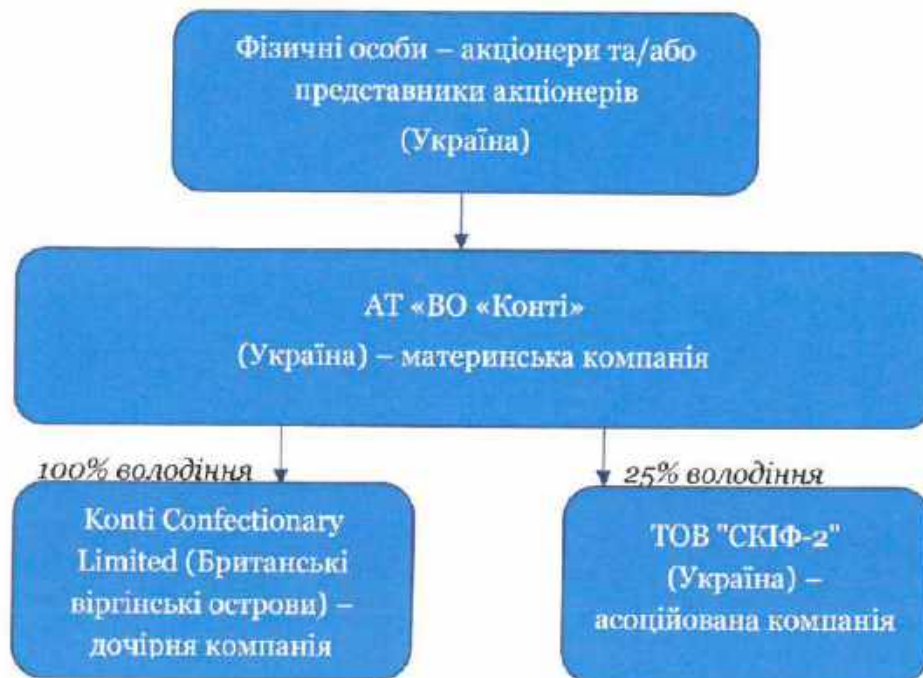 Фізичні особи – акціонери та/або
представники акціонерів
(Україна)
АТ «ВО «Конті»
(Україна) – материнська компанія
100% володіння
25% володіння
Konti Confectionary
Limited (Британські
віргінські острови) –
дочірня компанія
ТОВ "СКІФ-2"
(Україна) –
асоційована компанія